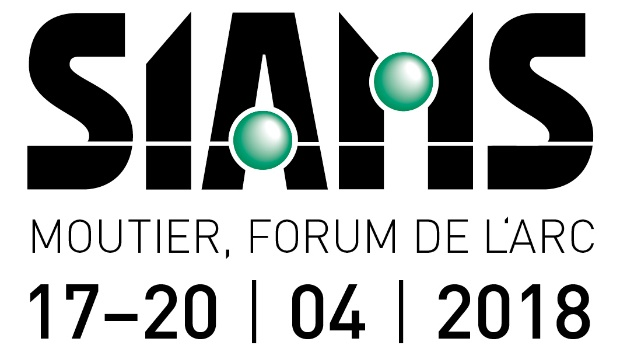 SIAMS
MOUTIER, FORUM DE L'ARC
17–20 | 04 | 2018